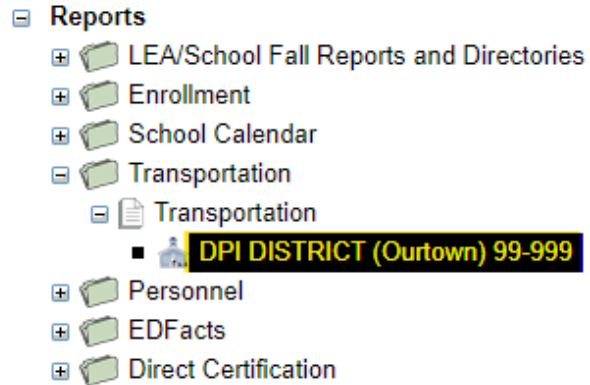 Reports
LEA/School Fall Reports and Directories
Enrollment
School Calendar
Transportation
Transportation
DPI DISTRICT (Ourtown) 99-999
Personnel
EDFacts
Direct Certification